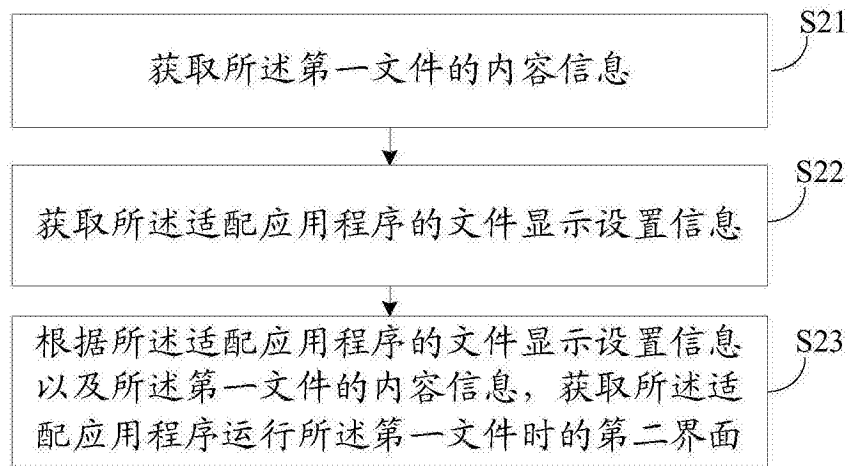 S21
获取所述第一文件的内容信息
S22
获取所述适配应用程序的文件显示设置信息
S23
根据所述适配应用程序的文件显示设置信息
以及所述第一文件的内容信息，获取所述适
配应用程序运行所述第一文件时的第二界面